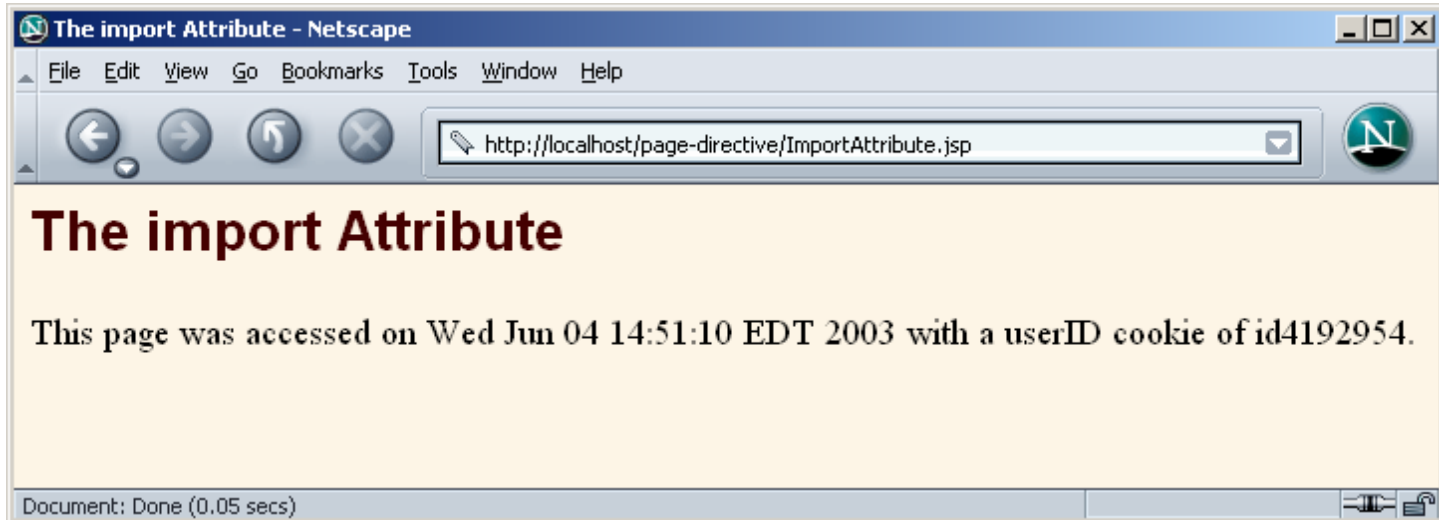 The import Attribute - Netscape
File Edit View Go Bookmarks Tools Window Help
http://localhost/page-directive/ImportAttribute.jsp
N
The import Attribute
This page was accessed on Wed Jun 04 14:51:10 EDT 2003 with a userID cookie of id4192954.
Document: Done (0.05 secs)